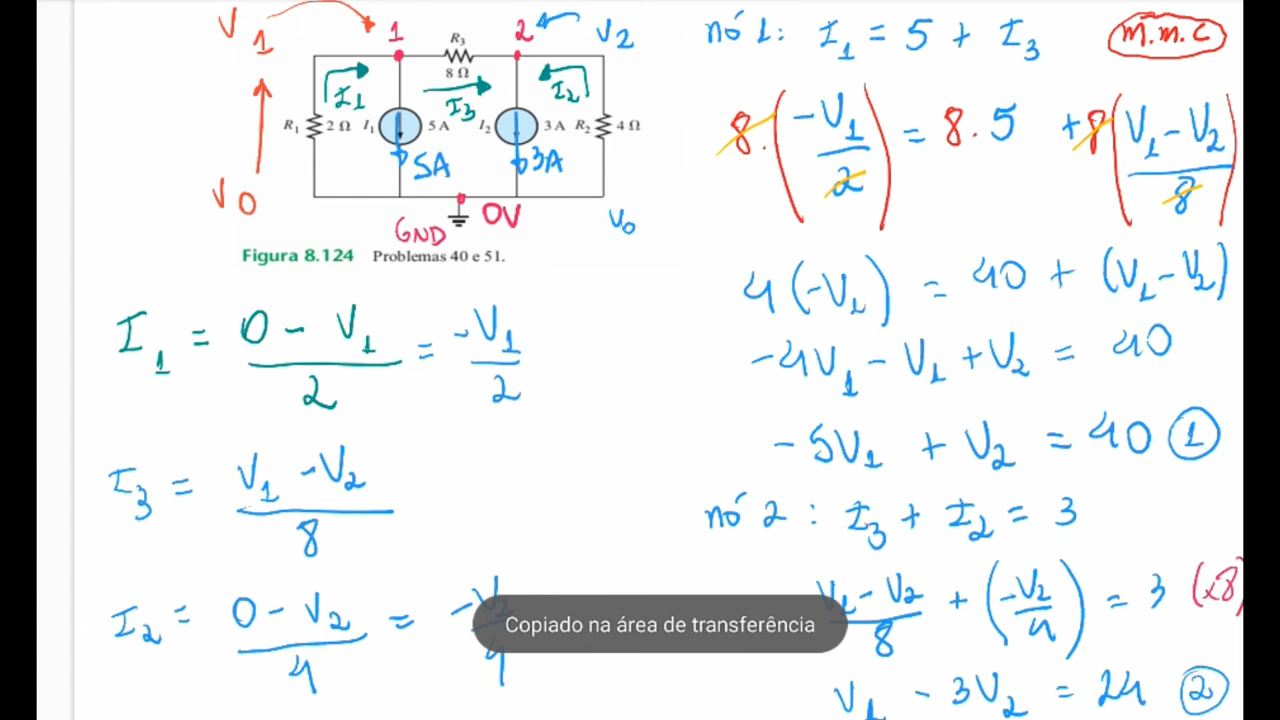 V1 1 2 V2
R3
8 Ω
I1 I3 I2
R1 2 Ω I1 5 A I2 3 A R2 4 Ω
5A 3A
V0 GND 0V V0
Figura 8.124 Problemas 40 e 51.
I1 = 0 - V1 / 2 = -V1 / 2
I3 = V1 - V2 / 8
I2 = 0 - V2 / 4 = -V2 / 4
nó 1: I1 = 5 + I3 m.m.c
8.(-V1 / 2) = 8.5 + 8(V1 - V2 / 8)
4(-V1) = 40 + (V1 - V2)
-4V1 - V1 + V2 = 40
-5V1 + V2 = 40 1
nó 2: I3 + I2 = 3
V1 - V2 / 8 + (-V2 / 4) = 3 (x8)
V1 - 3V2 = 24 2
Copiado na área de transferência